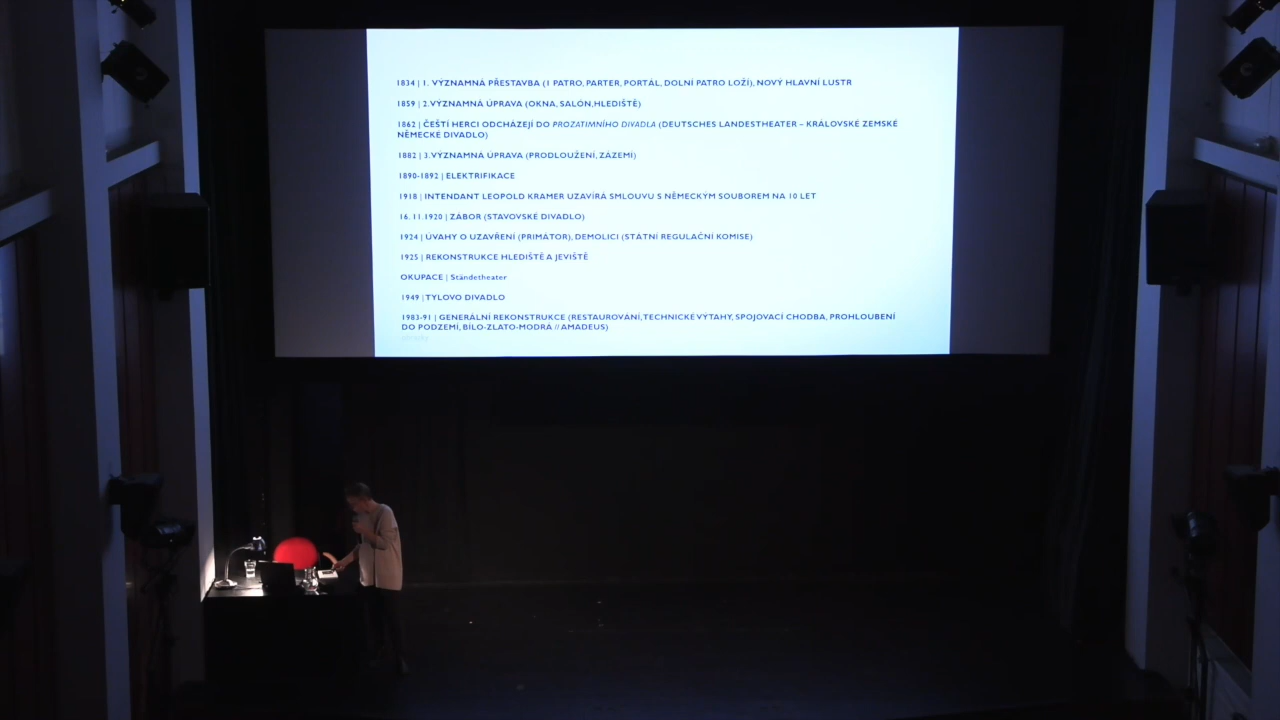 1834 | 1. VÝZNAMNÁ PŘESTAVBA (1 PATRO, PARTER, PORTÁL, DOLNÍ PATRO LOŽÍ), NOVÝ HLAVNÍ LUSTR
1859 | 2.VÝZNAMNÁ ÚPRAVA (OKNA, SALÓN,HLEDIŠTĚ)
1862 | ČEŠTÍ HERCI ODCHÁZEJÍ DO PROZATIMNÍHO DIVADLA (DEUTSCHES LANDESTHEATER – KRÁLOVSKÉ ZEMSKÉ
NĚMECKÉ DIVADLO)
1882 | 3.VÝZNAMNÁ ÚPRAVA (PRODLOUŽENÍ, ZÁZEMÍ)
1890-1892 | ELEKTRIFIKACE
1918 | INTENDANT LEOPOLD KRAMER UZAVÍRÁ SMLOUVU S NĚMECKÝM SOUBOREM NA 10 LET
16. 11.1920 | ZÁBOR (STAVOVSKÉ DIVADLO)
1924 | ÚVAHY O UZAVŘENÍ (PRIMÁTOR), DEMOLICI (STÁTNÍ REGULAČNÍ KOMISE)
1925 | REKONSTRUKCE HLEDIŠTĚ A JEVIŠTĚ
OKUPACE | Ständetheater
1949 | TYLOVO DIVADLO
1983-91 | GENERÁLNÍ REKONSTRUKCE (RESTAUROVÁNÍ, TECHNICKÉ VÝTAHY, SPOJOVACÍ CHODBA, PROHLOUBENÍ
DO PODZEMÍ, BÍLO-ZLATO-MODRÁ // AMADEUS)